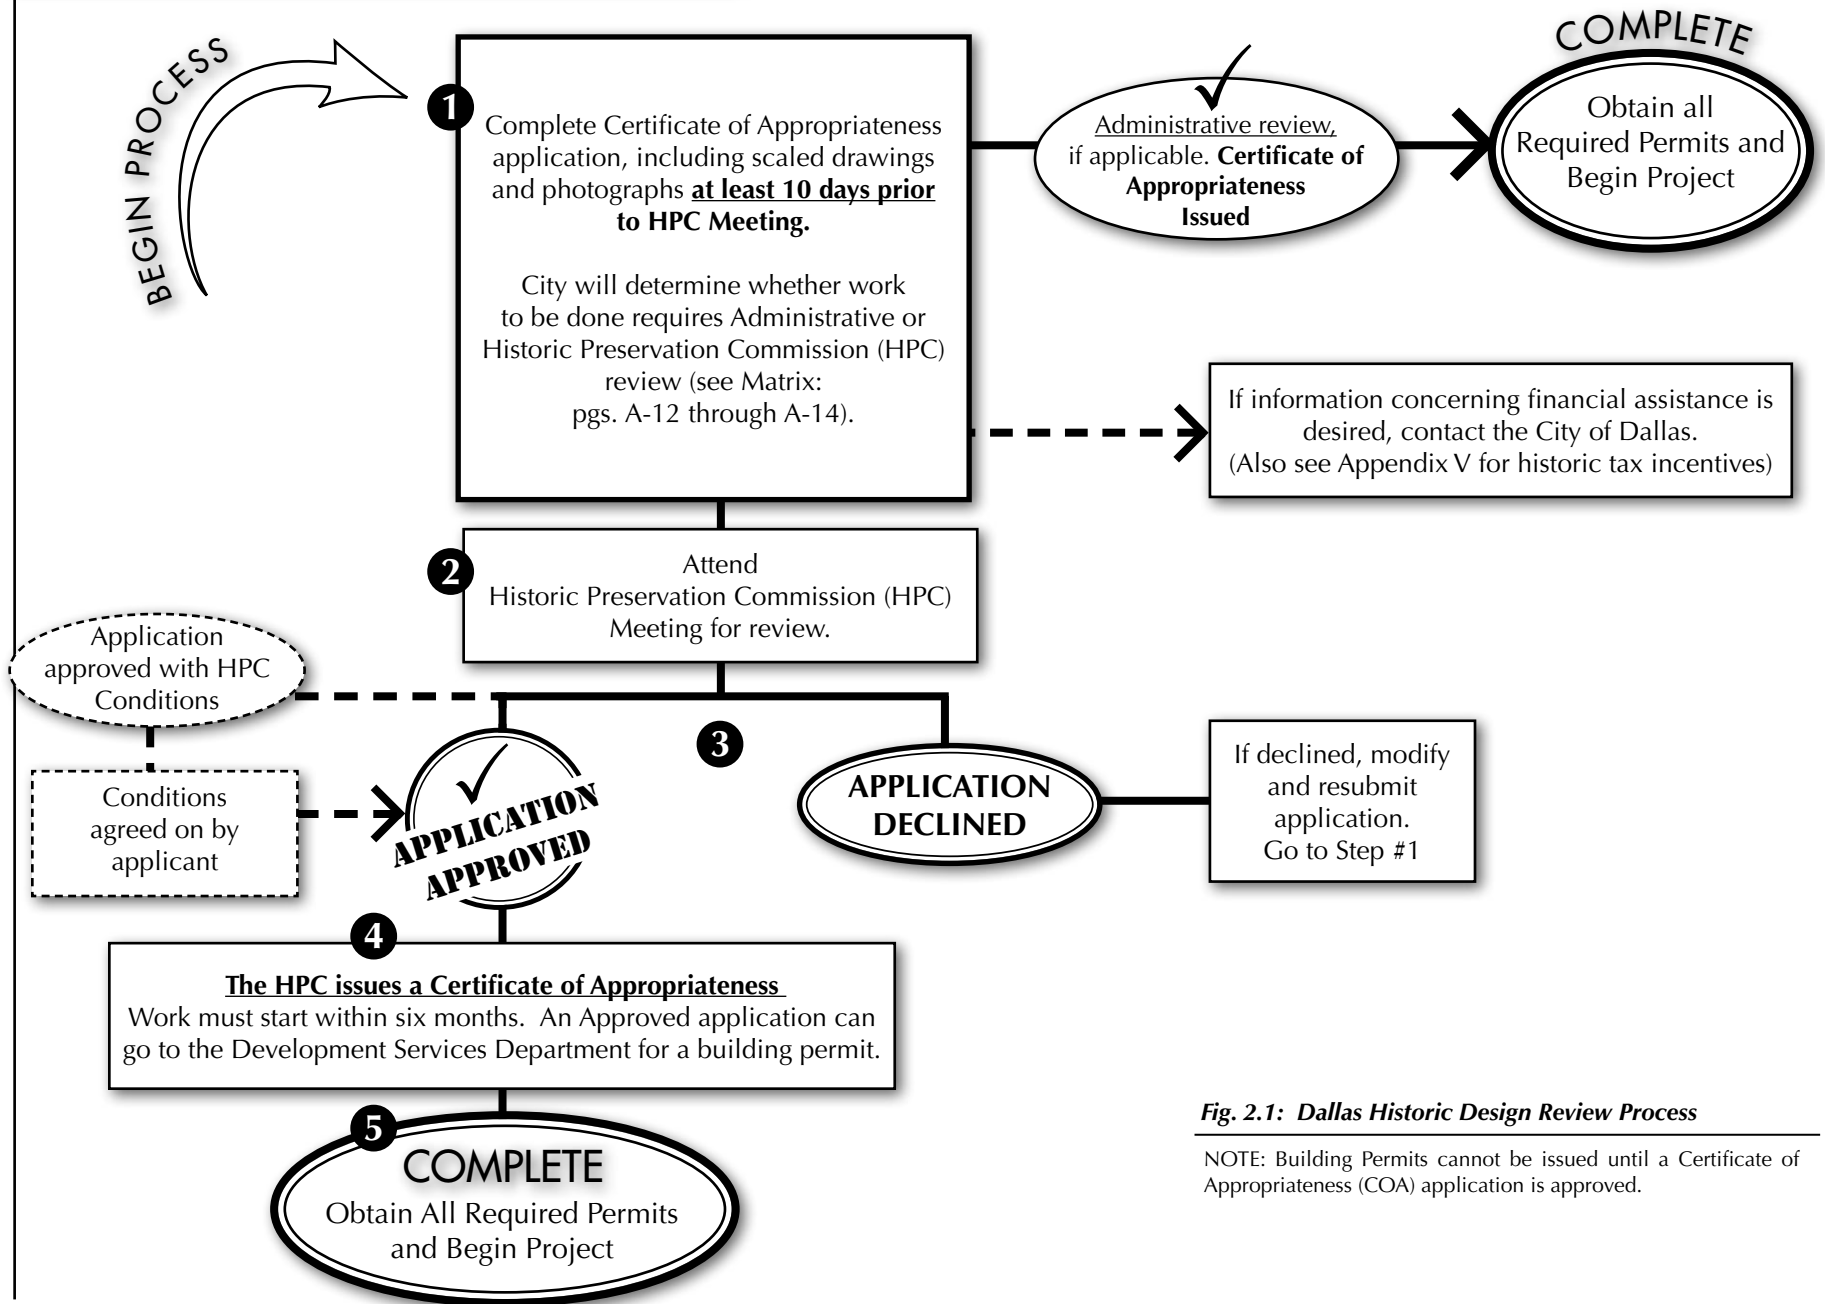 BEGIN PROCESS
1
Complete Certificate of Appropriateness
application, including scaled drawings
and photographs at least 10 days prior
to HPC Meeting.
City will determine whether work
to be done requires Administrative or
Historic Preservation Commission (HPC)
review (see Matrix:
pgs. A-12 through A-14).
Administrative review,
if applicable. Certificate of
Appropriateness
Issued
COMPLETE
Obtain all
Required Permits and
Begin Project
If information concerning financial assistance is
desired, contact the City of Dallas.
(Also see Appendix V for historic tax incentives)
2
Attend
Historic Preservation Commission (HPC)
Meeting for review.
Application
approved with HPC
Conditions
Conditions
agreed on by
applicant
3
APPLICATION
APPROVED
APPLICATION
DECLINED
If declined, modify
and resubmit
application.
Go to Step #1
4
The HPC issues a Certificate of Appropriateness
Work must start within six months. An Approved application can
go to the Development Services Department for a building permit.
5
COMPLETE
Obtain All Required Permits
and Begin Project
Fig. 2.1: Dallas Historic Design Review Process
NOTE: Building Permits cannot be issued until a Certificate of
Appropriateness (COA) application is approved.